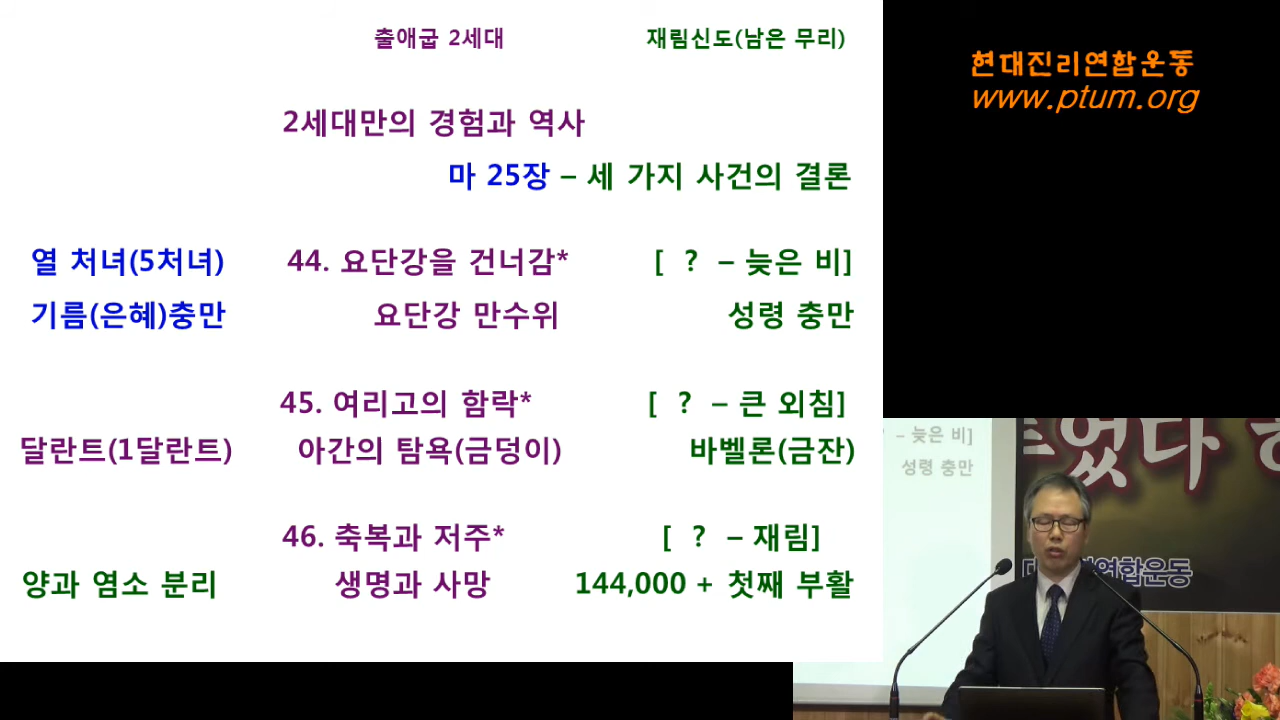 출애굽 2세대 재림신도(남은 무리)
2세대만의 경험과 역사
마 25장 – 세 가지 사건의 결론
열 처녀(5처녀) 44. 요단강을 건너감* [ ? – 늦은 비]
기름(은혜)충만 요단강 만수위 성령 충만
45. 여리고의 함락* [ ? – 큰 외침]
달란트(1달란트) 아간의 탐욕(금덩이) 바벨론(금잔)
46. 축복과 저주* [ ? – 재림]
양과 염소 분리 생명과 사망 144,000 + 첫째 부활
현대진리연합운동
www.ptum.org
– 늦은 비]
성령 충만